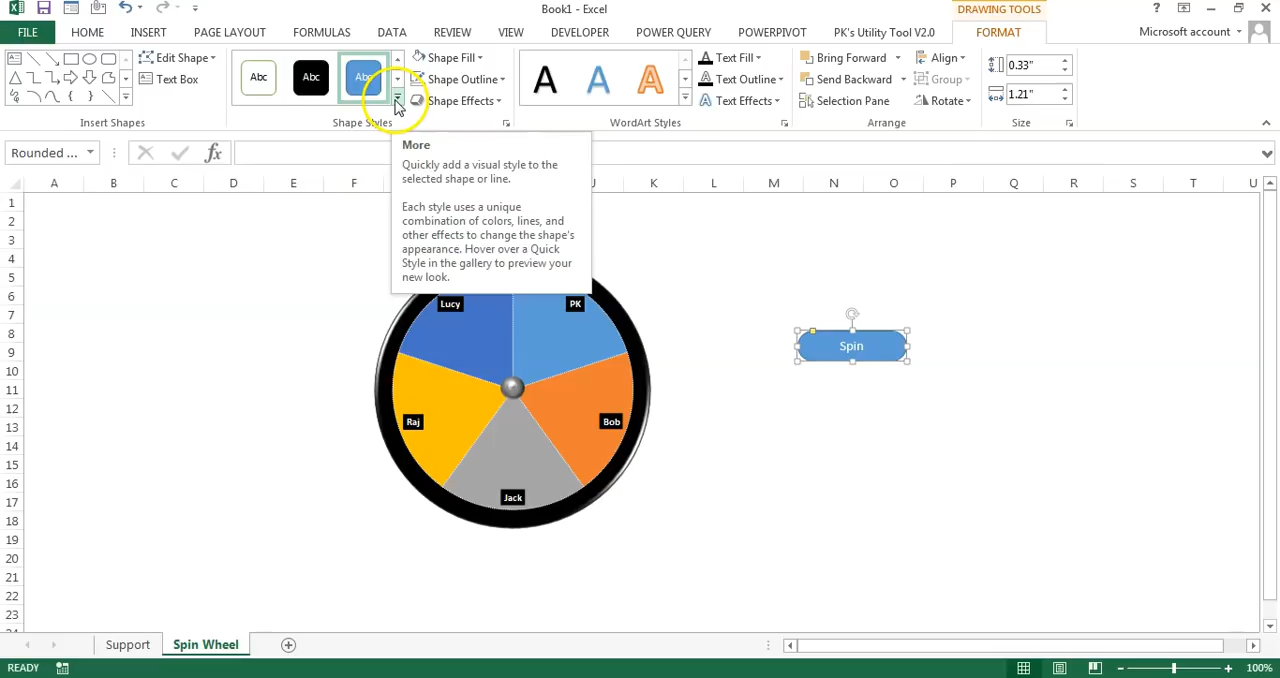 Book1 - Excel
DRAWING TOOLS
?
FILE
HOME
INSERT
PAGE LAYOUT
FORMULAS
DATA
REVIEW
VIEW
DEVELOPER
POWER QUERY
POWERPIVOT
PK's Utility Tool V2.0
FORMAT
Microsoft account
Edit Shape
Text Box
Insert Shapes
Abc
Abc
Abc
Shape Fill
Shape Outline
Shape Effects
Shape Styles
A
A
A
Text Fill
Text Outline
Text Effects
WordArt Styles
Bring Forward
Send Backward
Selection Pane
Align
Group
Rotate
Arrange
0.33"
1.21"
Size
Rounded ...
fx
More
Quickly add a visual style to the
selected shape or line.
Each style uses a unique
combination of colors, lines, and
other effects to change the shape's
appearance. Hover over a Quick
Style in the gallery to preview your
new look.
A B C D E F J K L M N O P Q R S T U
1
2
3
4
5
6
7
8
9
10
11
12
13
14
15
16
17
18
19
20
21
22
23
Lucy
PK
Raj
Bob
Jack
Spin
Support
Spin Wheel
READY
100%